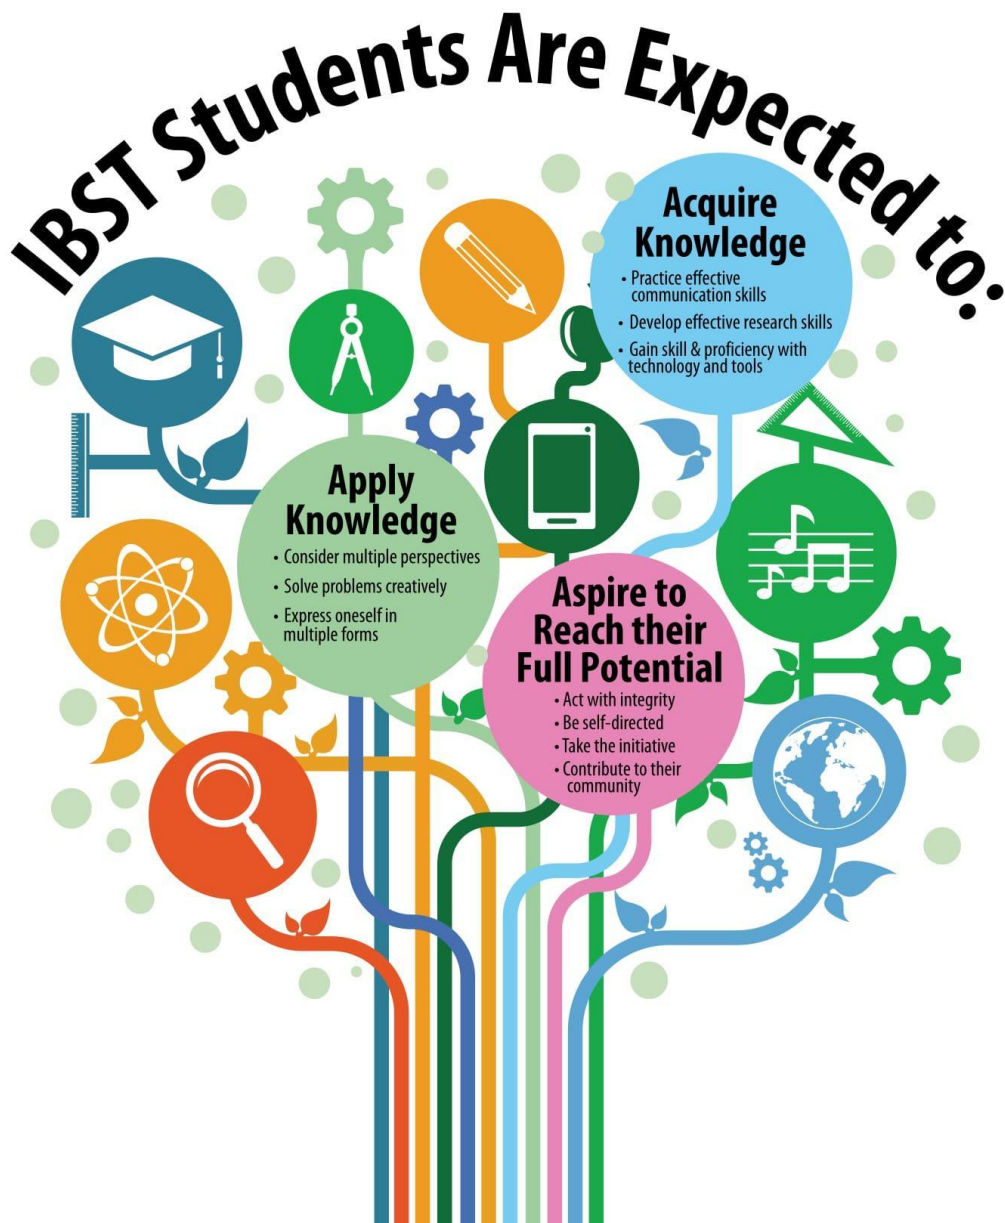 IBST Students Are Expected to:
Acquire
Knowledge
• Practice effective
communication skills
• Develop effective research skills
• Gain skill & proficiency with
technology and tools
Apply
Knowledge
• Consider multiple perspectives
• Solve problems creatively
• Express oneself in
multiple forms
Aspire to
Reach their
Full Potential
• Act with integrity
• Be self-directed
• Take the initiative
• Contribute to their
community